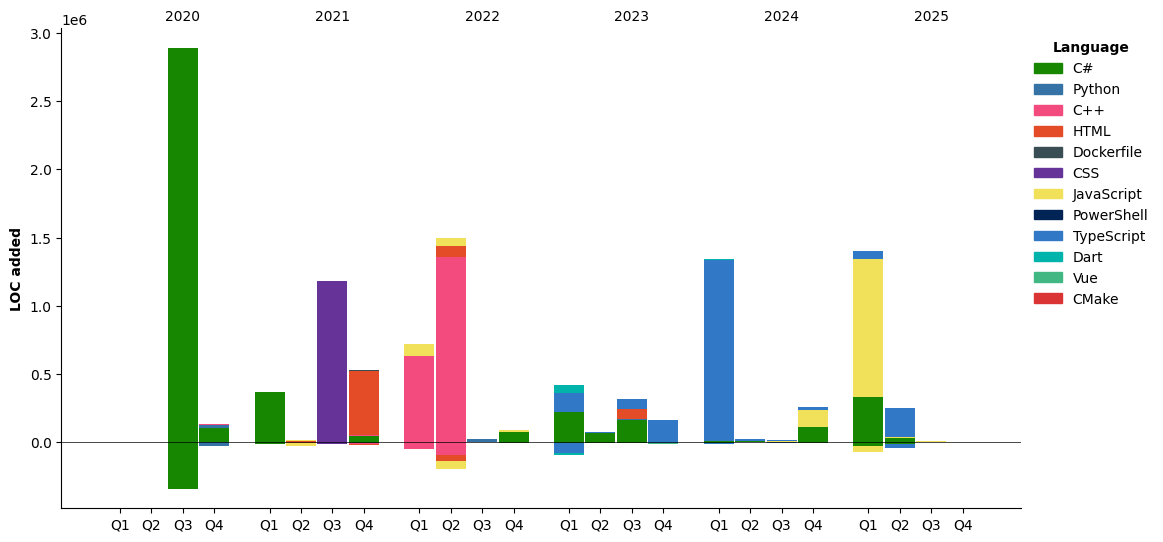 1e6
2020 2021 2022 2023 2024 2025
3.0
2.5
2.0
1.5
1.0
0.5
0.0
LOC added
Q1 Q2 Q3 Q4 Q1 Q2 Q3 Q4 Q1 Q2 Q3 Q4 Q1 Q2 Q3 Q4 Q1 Q2 Q3 Q4 Q1 Q2 Q3 Q4
Language
C#
Python
C++
HTML
Dockerfile
CSS
JavaScript
PowerShell
TypeScript
Dart
Vue
CMake